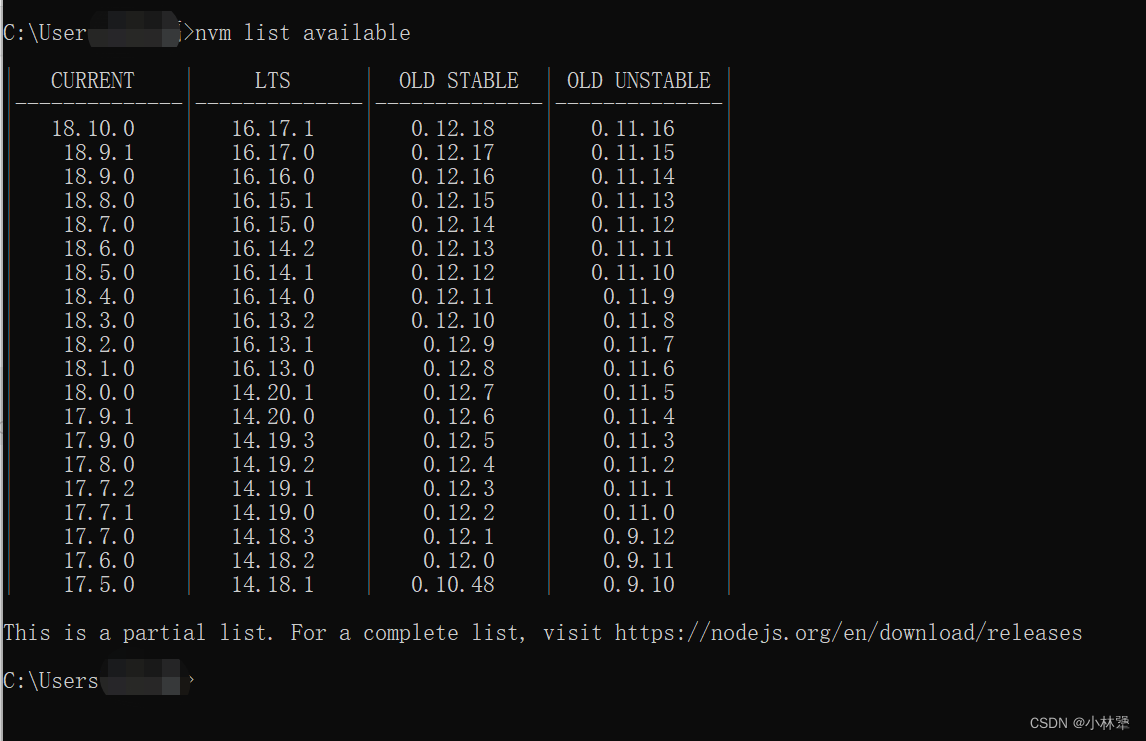 C:\User >nvm list available
CURRENT LTS OLD STABLE OLD UNSTABLE
18.10.0 16.17.1 0.12.18 0.11.16
18.9.1 16.17.0 0.12.17 0.11.15
18.9.0 16.16.0 0.12.16 0.11.14
18.8.0 16.15.1 0.12.15 0.11.13
18.7.0 16.15.0 0.12.14 0.11.12
18.6.0 16.14.2 0.12.13 0.11.11
18.5.0 16.14.1 0.12.12 0.11.10
18.4.0 16.14.0 0.12.11 0.11.9
18.3.0 16.13.2 0.12.10 0.11.8
18.2.0 16.13.1 0.12.9 0.11.7
18.1.0 16.13.0 0.12.8 0.11.6
18.0.0 14.20.1 0.12.7 0.11.5
17.9.1 14.20.0 0.12.6 0.11.4
17.9.0 14.19.3 0.12.5 0.11.3
17.8.0 14.19.2 0.12.4 0.11.2
17.7.2 14.19.1 0.12.3 0.11.1
17.7.1 14.19.0 0.12.2 0.11.0
17.7.0 14.18.3 0.12.1 0.9.12
17.6.0 14.18.2 0.12.0 0.9.11
17.5.0 14.18.1 0.10.48 0.9.10
This is a partial list. For a complete list, visit https://nodejs.org/en/download/releases
C:\Users >
CSDN @小林犟